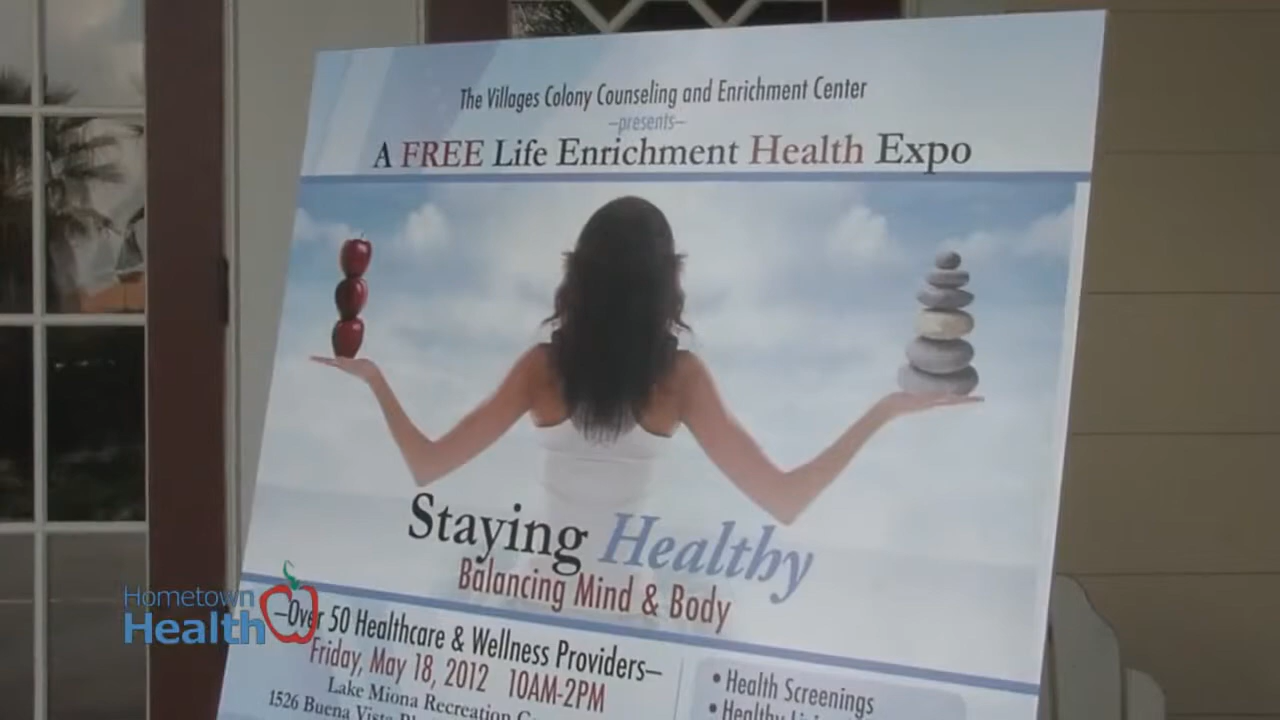 The Villages Colony Counseling and Enrichment Center
–presents–
A FREE Life Enrichment Health Expo
Staying Healthy
Balancing Mind & Body
–Over 50 Healthcare & Wellness Providers–
Friday, May 18, 2012 10AM-2PM
Lake Miona Recreation
1526 Buena Vista
• Health Screenings
• Healthy
Hometown
Health